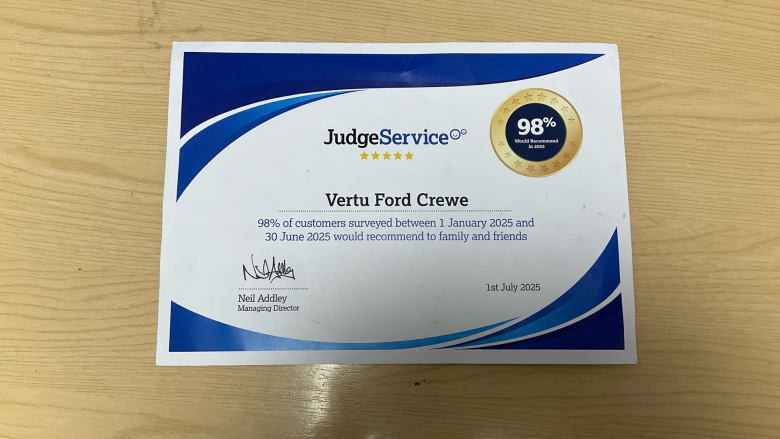 JudgeService
98%
Would Recommend
in 2025
Vertu Ford Crewe
98% of customers surveyed between 1 January 2025 and
30 June 2025 would recommend to family and friends
Neil Addley
Managing Director
1st July 2025